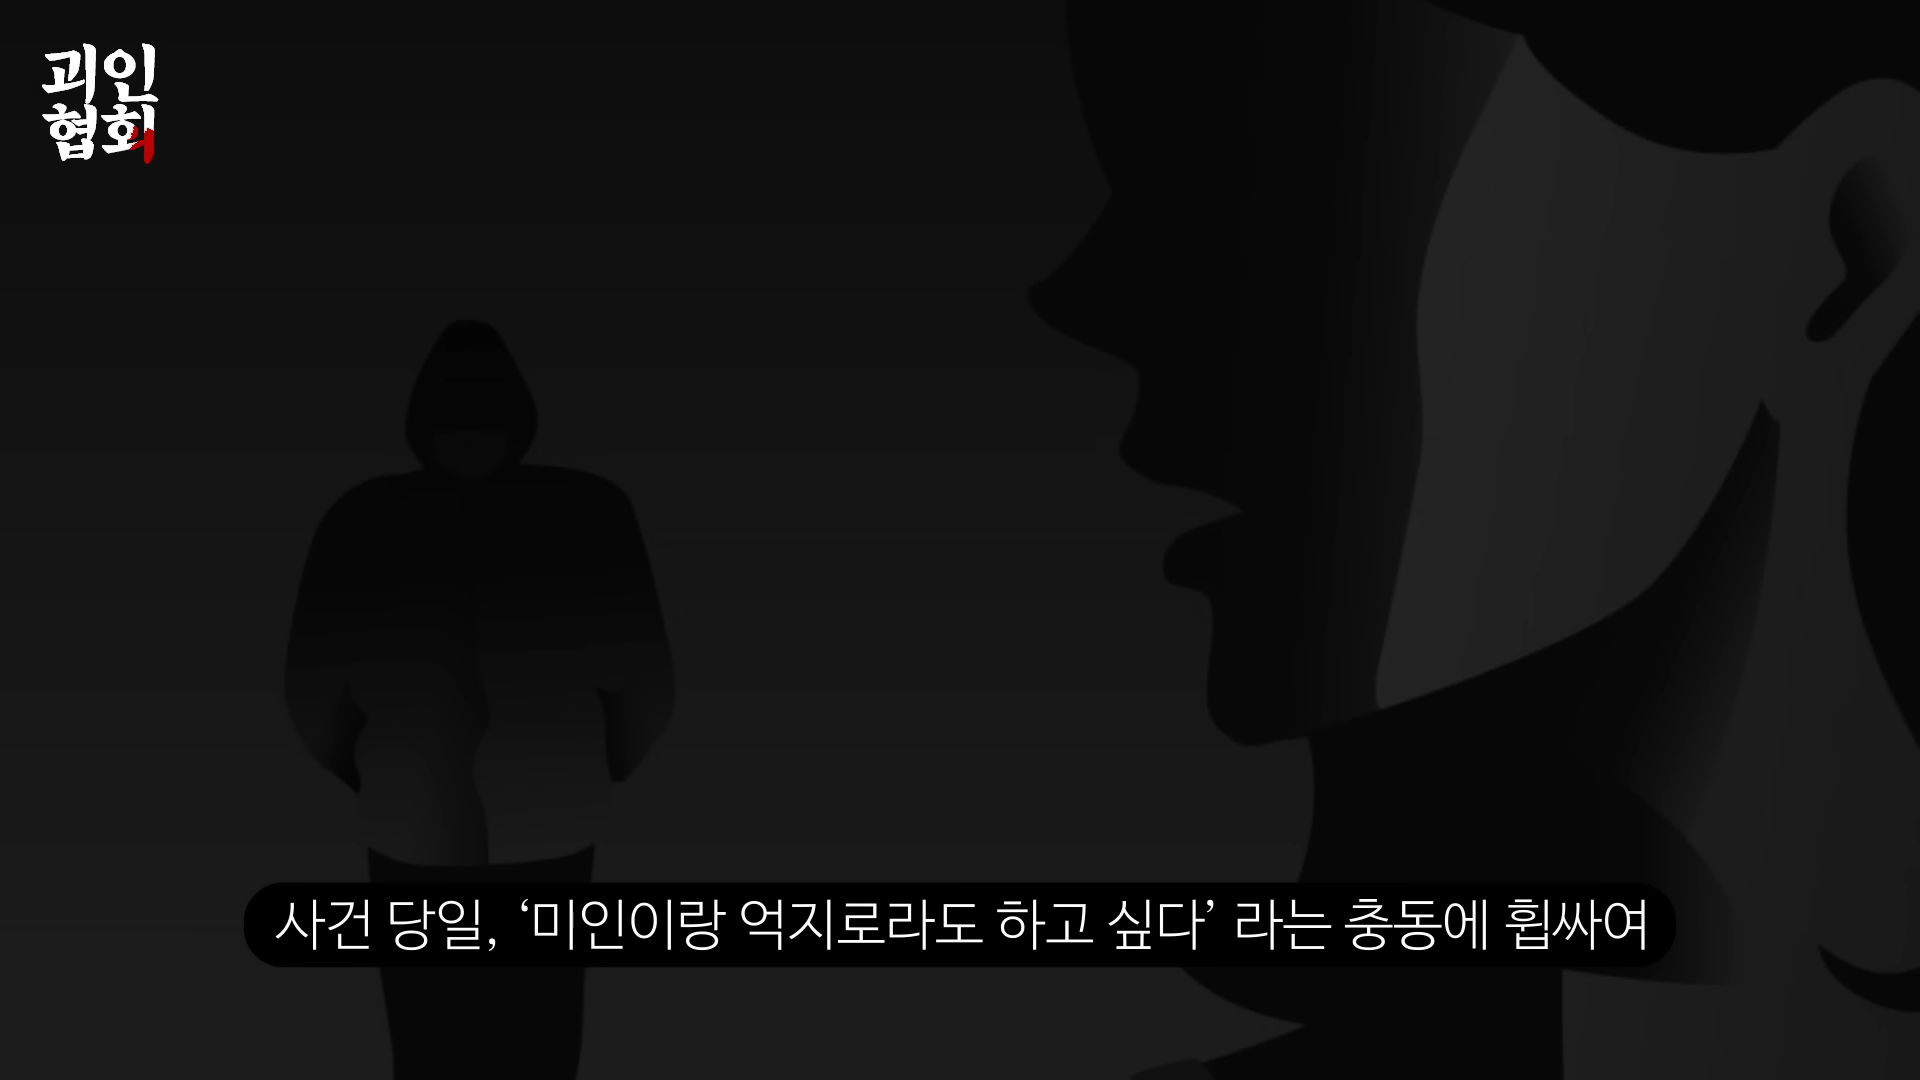 괴인
협회
사건 당일, ‘미인이랑 억지로라도 하고 싶다’ 라는 충동에 휩싸여